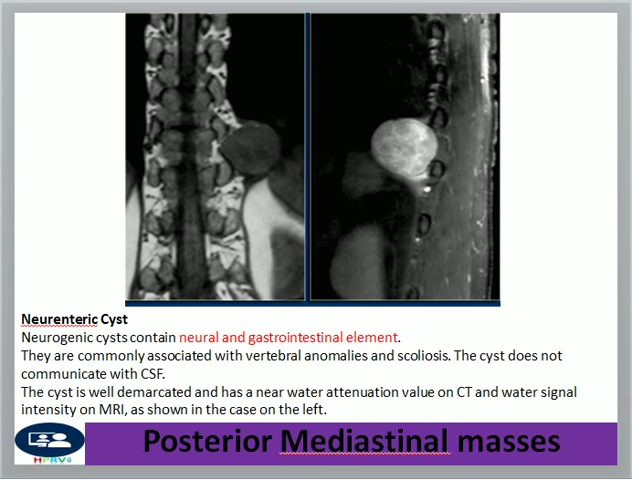 Neurenteric Cyst
Neurogenic cysts contain neural and gastrointestinal element.
They are commonly associated with vertebral anomalies and scoliosis. The cyst does not
communicate with CSF.
The cyst is well demarcated and has a near water attenuation value on CT and water signal
intensity on MRI, as shown in the case on the left.
Posterior Mediastinal masses
HPRV